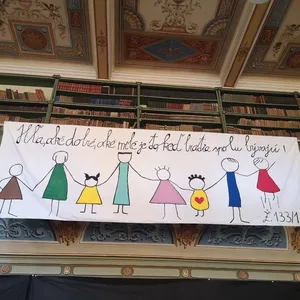 Hľa, aké dobré, aké milé je to, keď bratia spolu bývajú!
Ž. 133/1